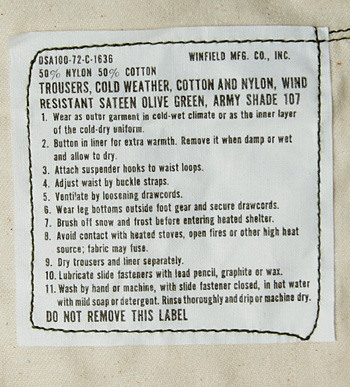 DSA100-72-C-1636 WINFIELD MFG. CO., INC.
50% NYLON 50% COTTON
TROUSERS, COLD WEATHER, COTTON AND NYLON, WIND
RESISTANT SATEEN OLIVE GREEN, ARMY SHADE 107
1. Wear as outer garment in cold-wet climate or as the inner layer
of the cold-dry uniform.
2. Button in liner for extra warmth. Remove it when damp or wet
and allow to dry.
3. Attach suspender hooks to waist loops.
4. Adjust waist by buckle straps.
5. Ventilate by loosening drawcords.
6. Wear leg bottoms outside foot gear and secure drawcords.
7. Brush off snow and frost before entering heated shelter.
8. Avoid contact with heated stoves, open fires or other high heat
source; fabric may fuse.
9. Dry trousers and liner separately.
10. Lubricate slide fasteners with lead pencil, graphite or wax.
11. Wash by hand or machine, with slide fastener closed, in hot water
with mild soap or detergent. Rinse thoroughly and drip or machine dry.
DO NOT REMOVE THIS LABEL